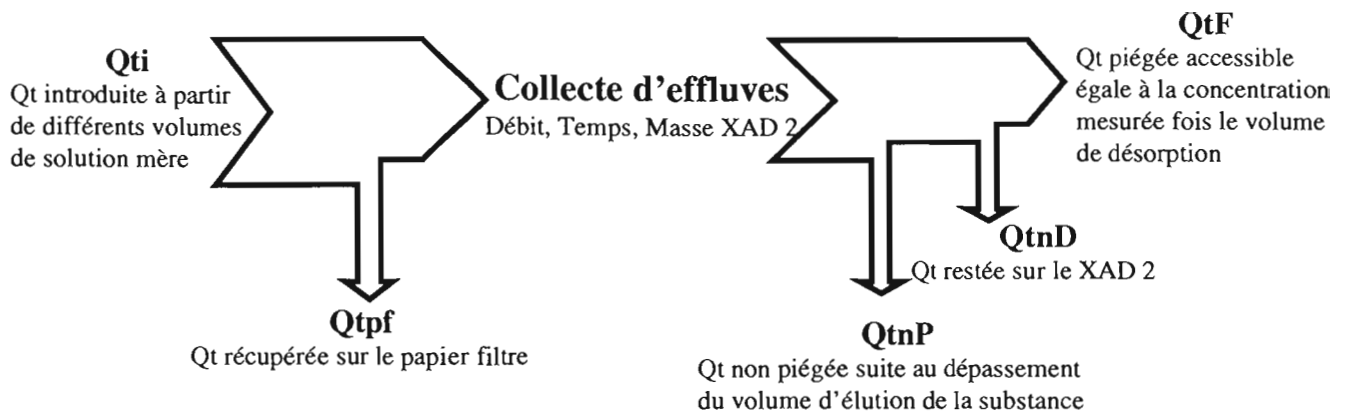 Qti
Qt introduite à partir
de différents volumes
de solution mère
Qtpf
Qt récupérée sur le papier filtre
Collecte d'effluves
Débit, Temps, Masse XAD 2
QtF
Qt piégée accessible
égale à la concentration
mesurée fois le volume
de désorption
QtnD
Qt restée sur le XAD 2
QtnP
Qt non piégée suite au dépassement
du volume d'élution de la substance